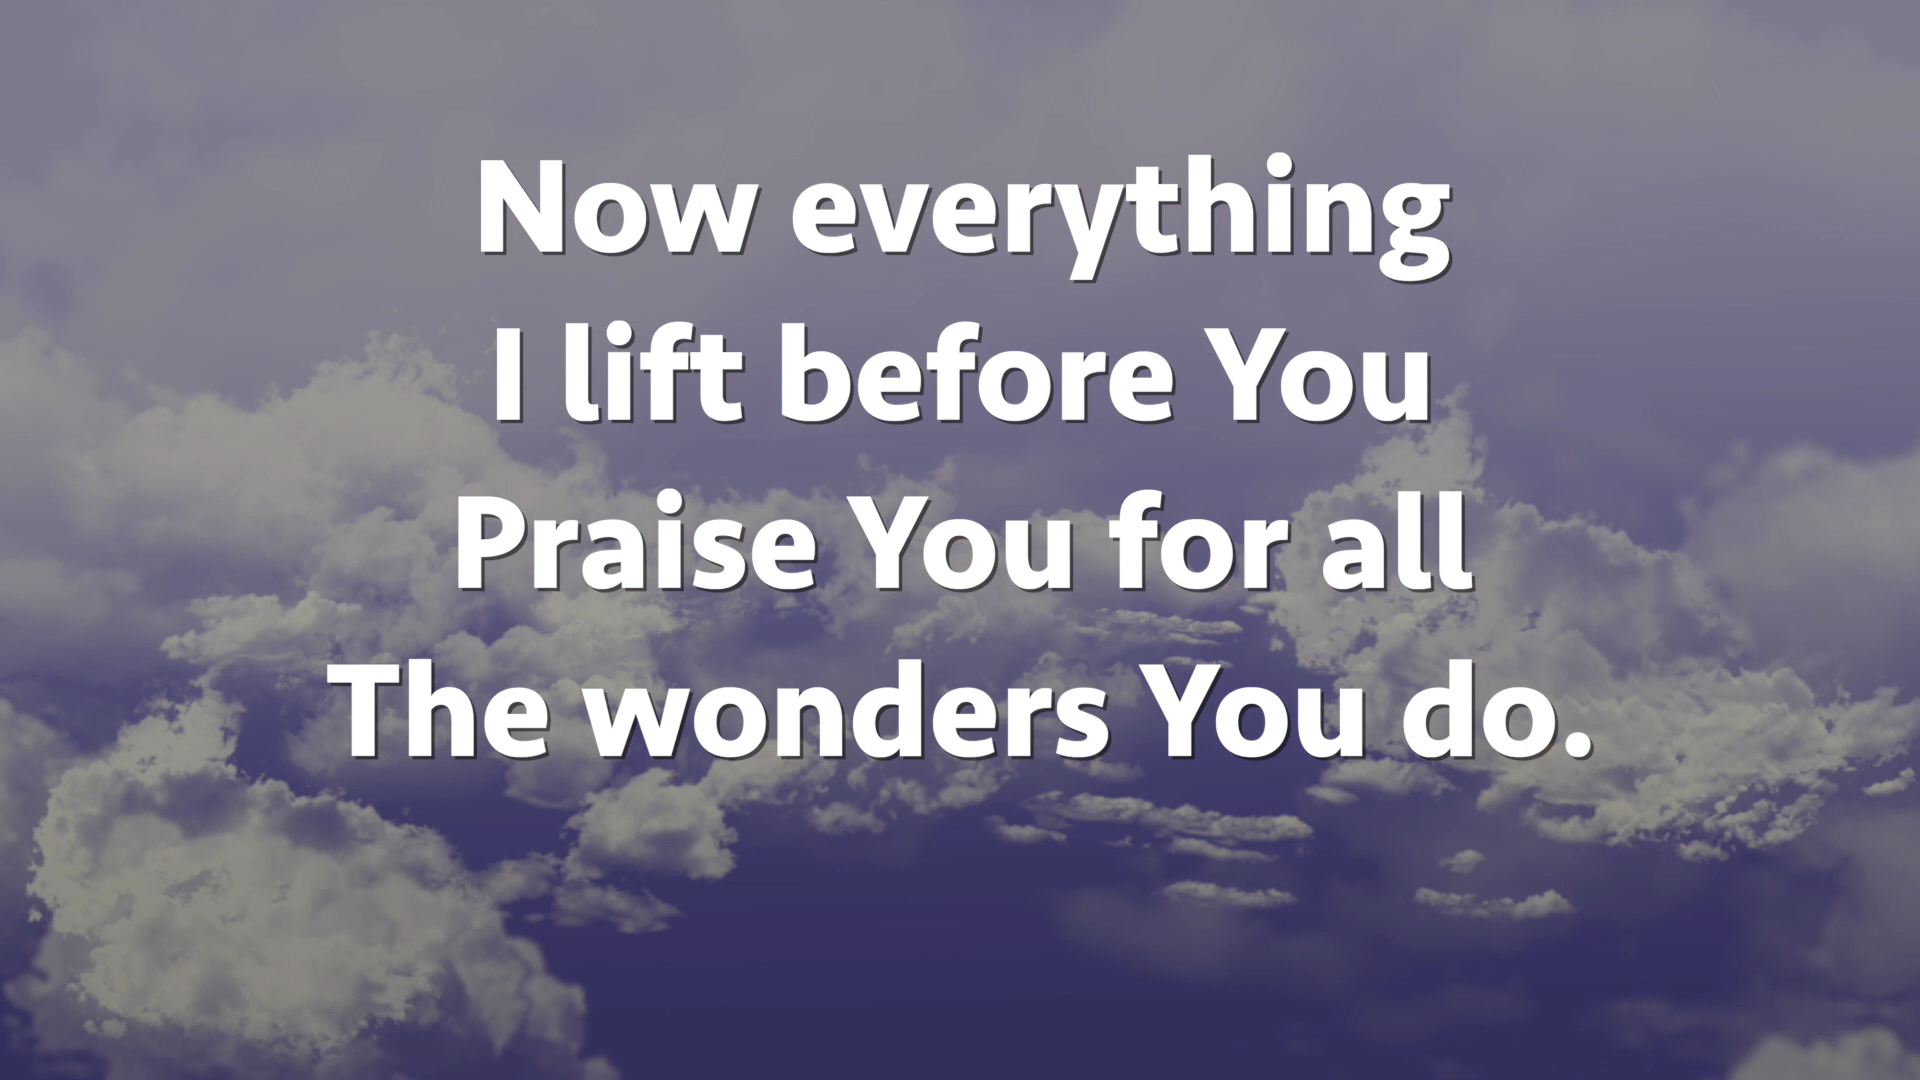 Now everything
I lift before You
Praise You for all
The wonders You do.